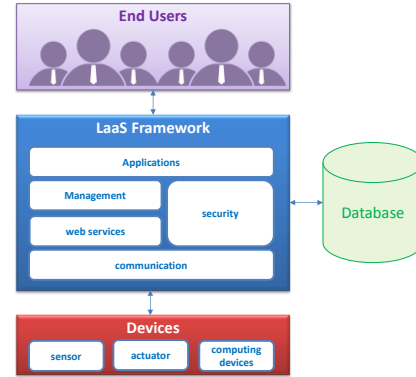 End Users
LaaS Framework
Applications
Management
security
web services
communication
Database
Devices
sensor
actuator
computing
devices